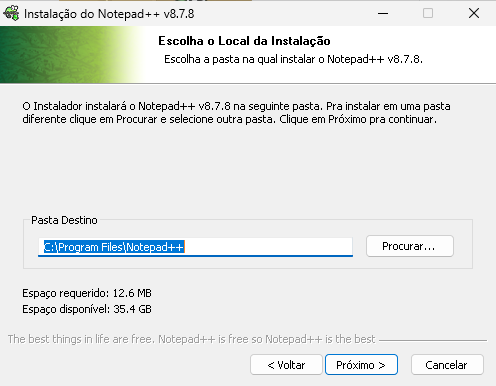 Instalação do Notepad++ v8.7.8
Escolha o Local da Instalação
Escolha a pasta na qual instalar o Notepad++ v8.7.8.
O Instalador instalará o Notepad++ v8.7.8 na seguinte pasta. Pra instalar em uma pasta
diferente clique em Procurar e selecione outra pasta. Clique em Próximo pra continuar.
Pasta Destino
C:\Program Files\Notepad++
Procurar...
Espaço requerido: 12.6 MB
Espaço disponível: 35.4 GB
The best things in life are free. Notepad++ is free so Notepad++ is the best
< Voltar
Próximo >
Cancelar